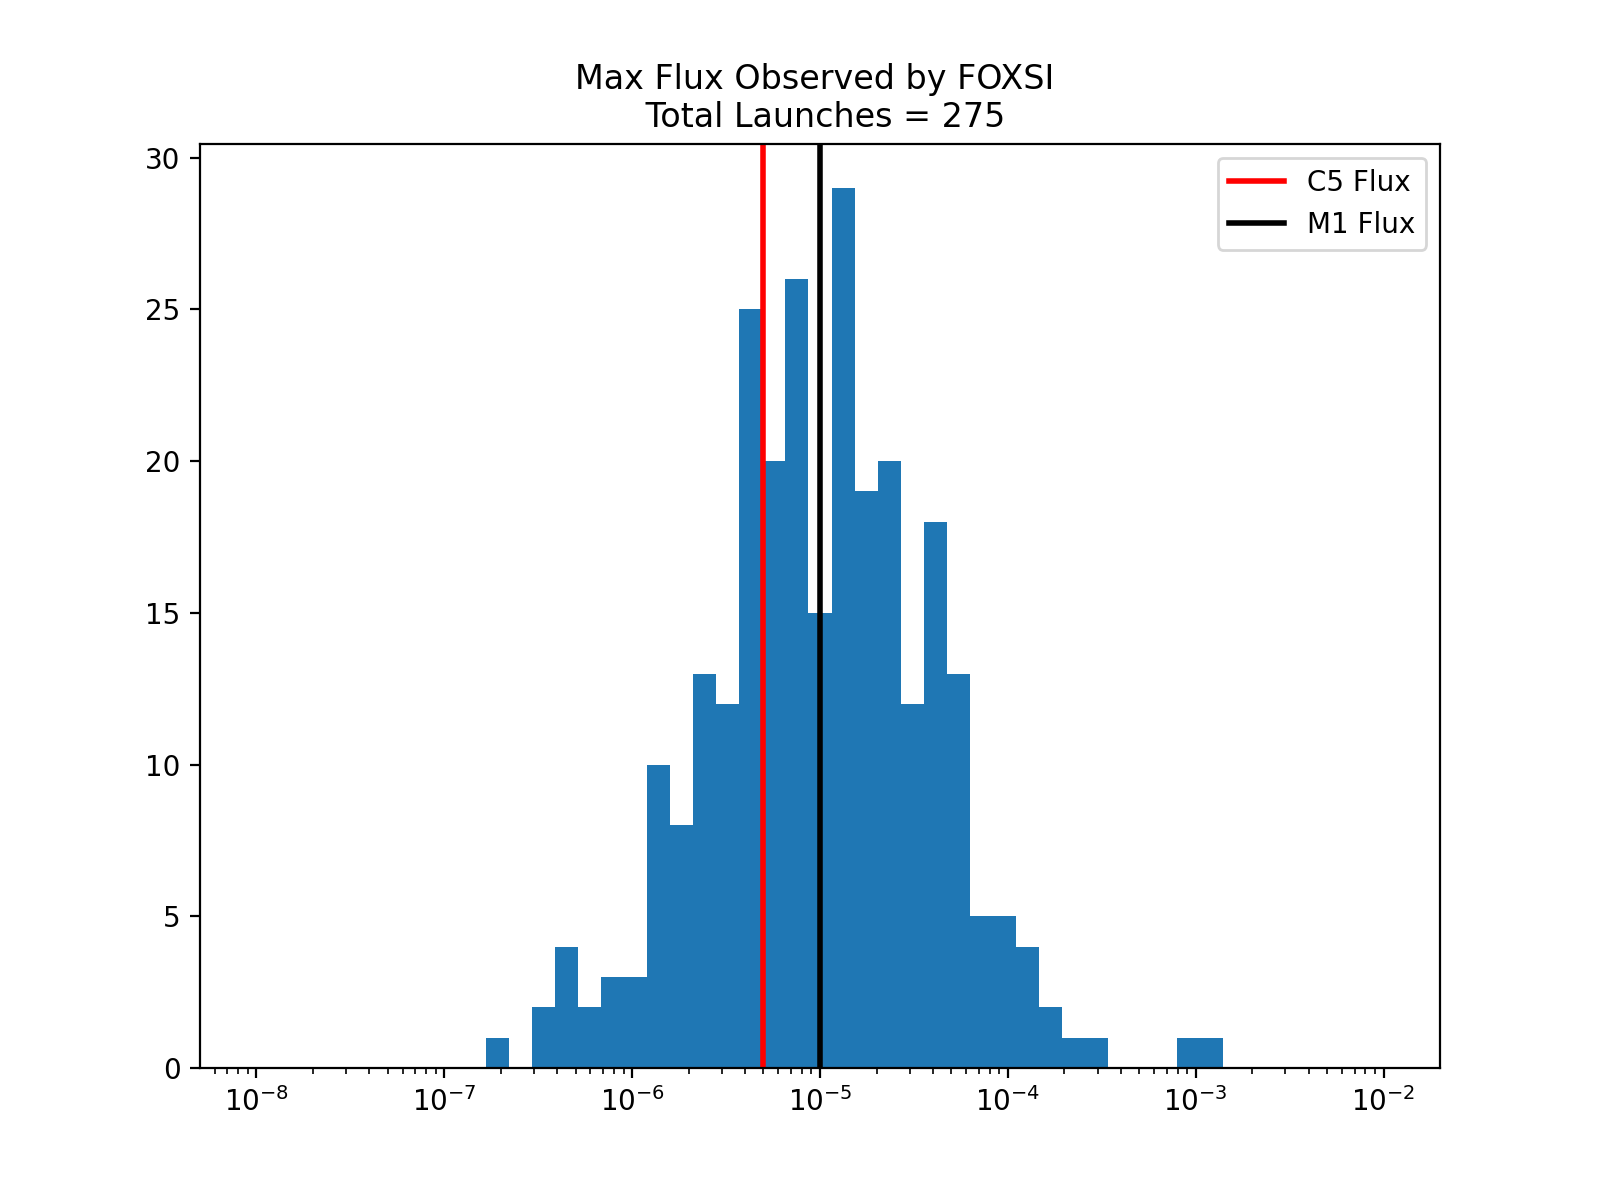 Max Flux Observed by FOXSI
Total Launches = 275
30
25
20
15
10
5
0
C5 Flux
M1 Flux
10⁻⁸ 10⁻⁷ 10⁻⁶ 10⁻⁵ 10⁻⁴ 10⁻³ 10⁻²